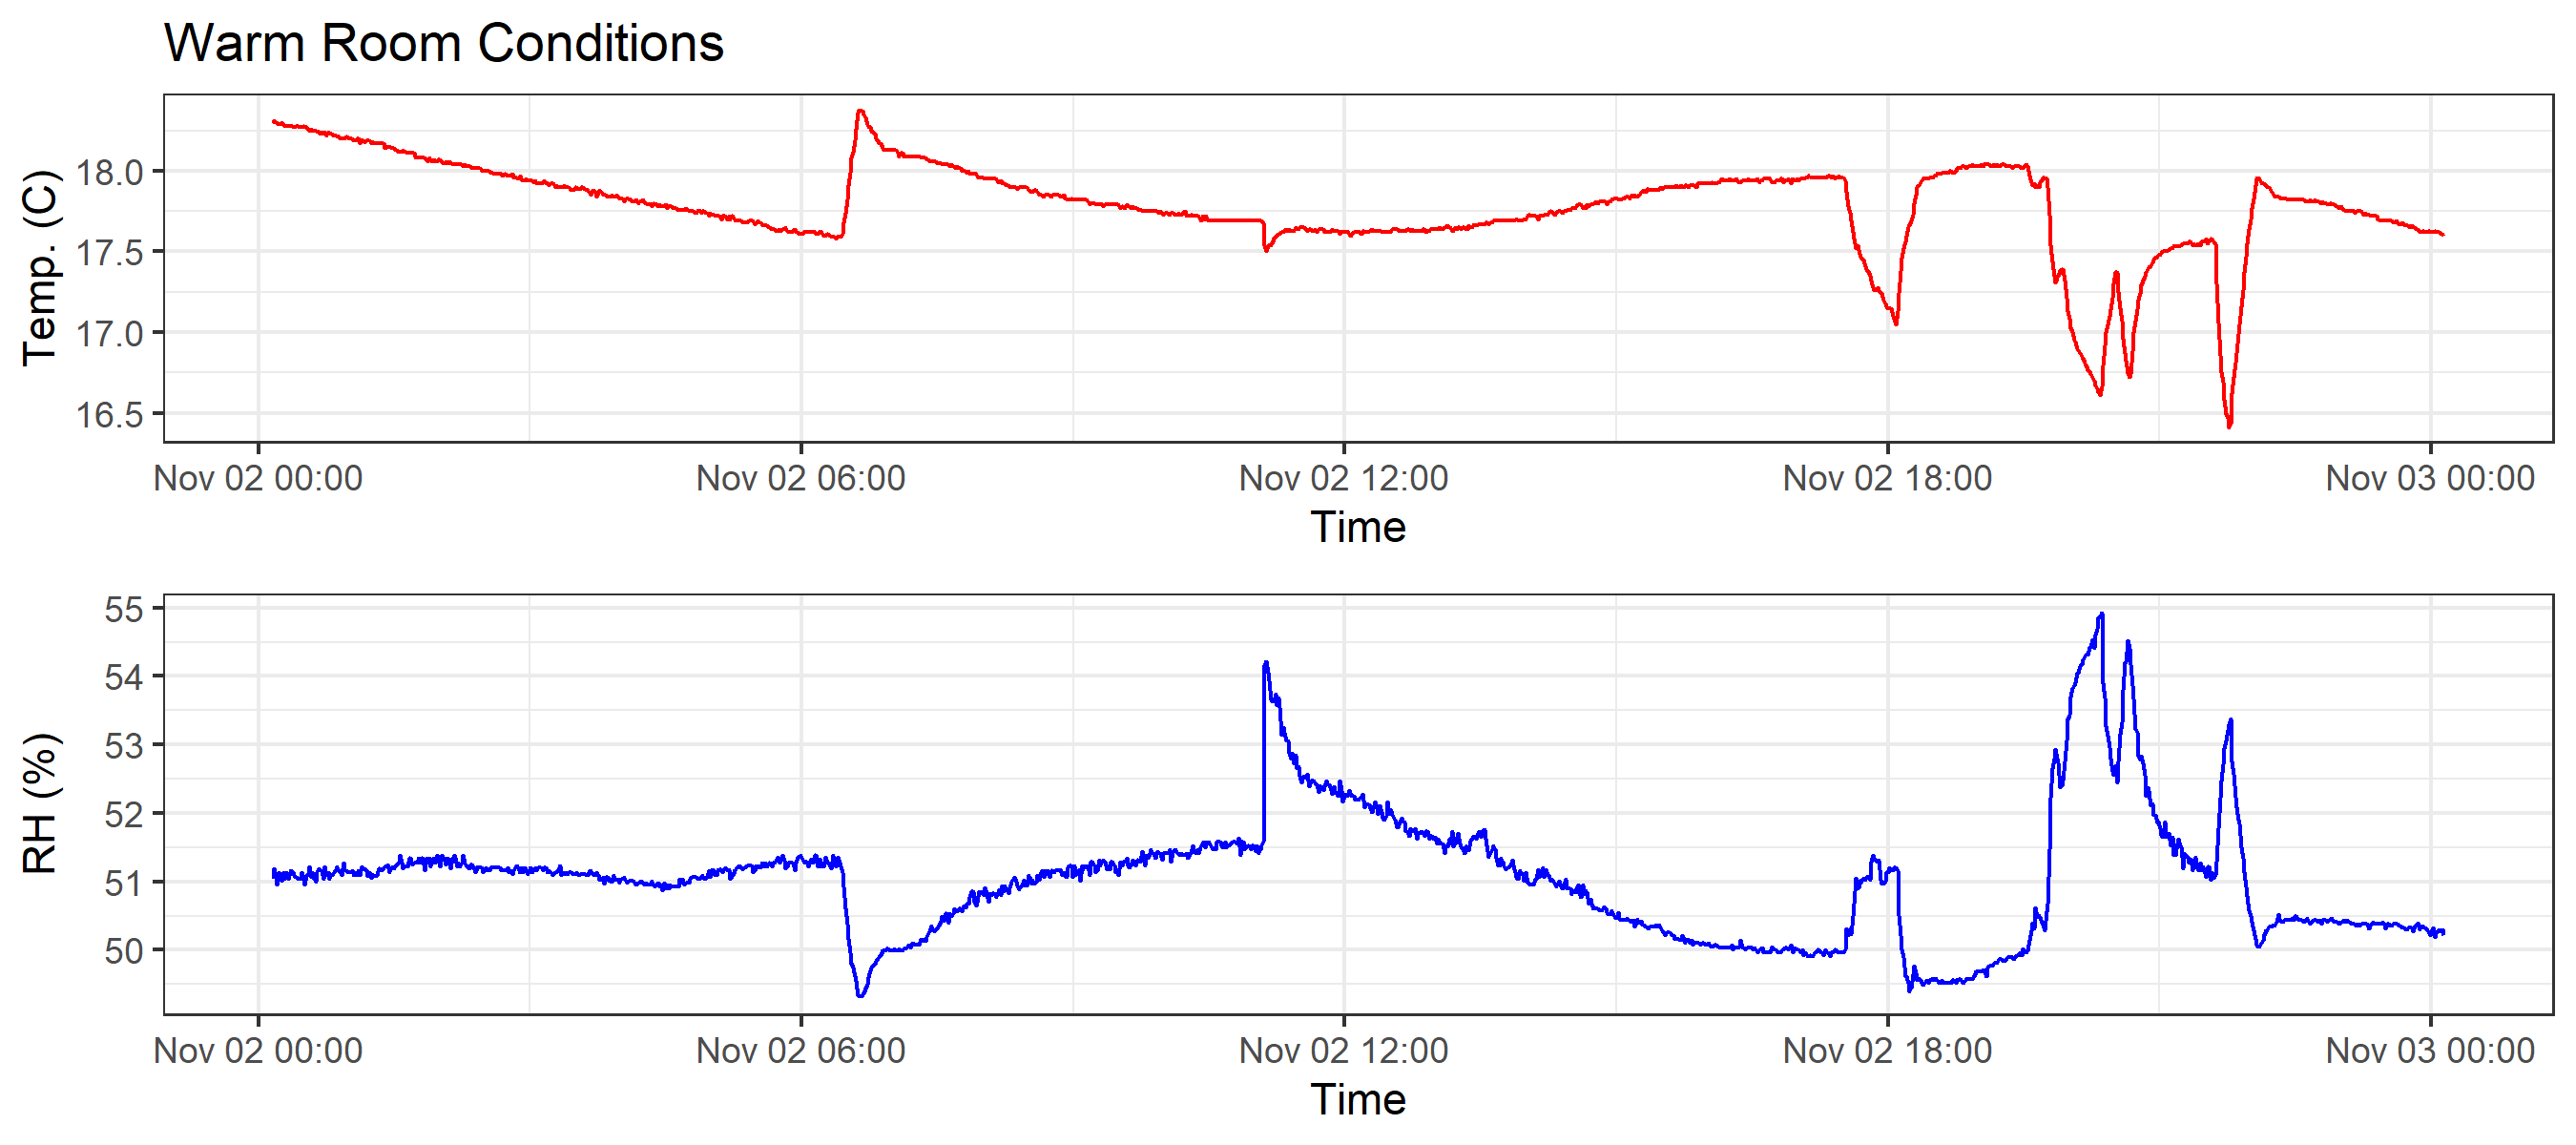 Warm Room Conditions
Temp. (C)
18.0
17.5
17.0
16.5
Nov 02 00:00 Nov 02 06:00 Nov 02 12:00 Nov 02 18:00 Nov 03 00:00
Time
RH (%)
55
54
53
52
51
50
Nov 02 00:00 Nov 02 06:00 Nov 02 12:00 Nov 02 18:00 Nov 03 00:00
Time